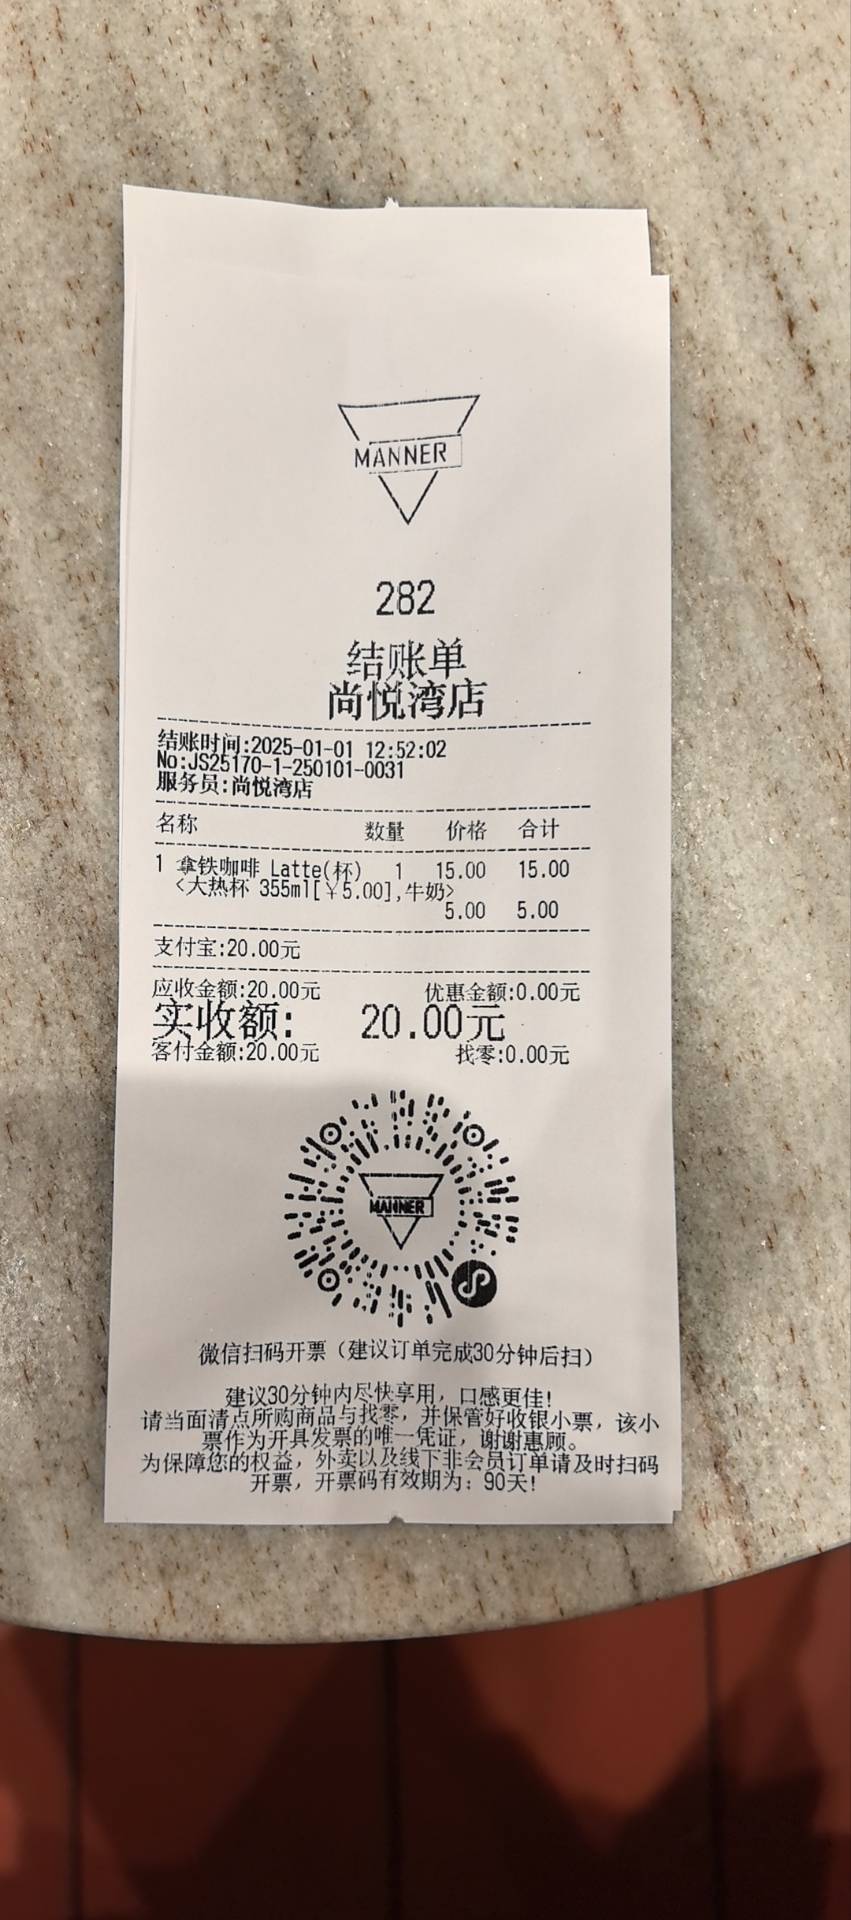 MANNER
282
结账单
尚悦湾店
结账时间:2025-01-01 12:52:02
No:JS25170-1-250101-0031
服务员:尚悦湾店
名称 数量 价格 合计
1 拿铁咖啡 Latte(杯) 1 15.00 15.00
<大热杯 355ml[￥5.00],牛奶>
5.00 5.00
支付宝:20.00元
应收金额:20.00元 优惠金额:0.00元
实收额: 20.00元
客付金额:20.00元 找零:0.00元
MANNER
微信扫码开票（建议订单完成30分钟后扫）
建议30分钟内尽快享用，口感更佳!
请当面清点所购商品与找零，并保管好收银小票，该小
票作为开具发票的唯一凭证，谢谢惠顾。
为保障您的权益，外卖以及线下非会员订单请及时扫码
开票，开票码有效期为：90天!